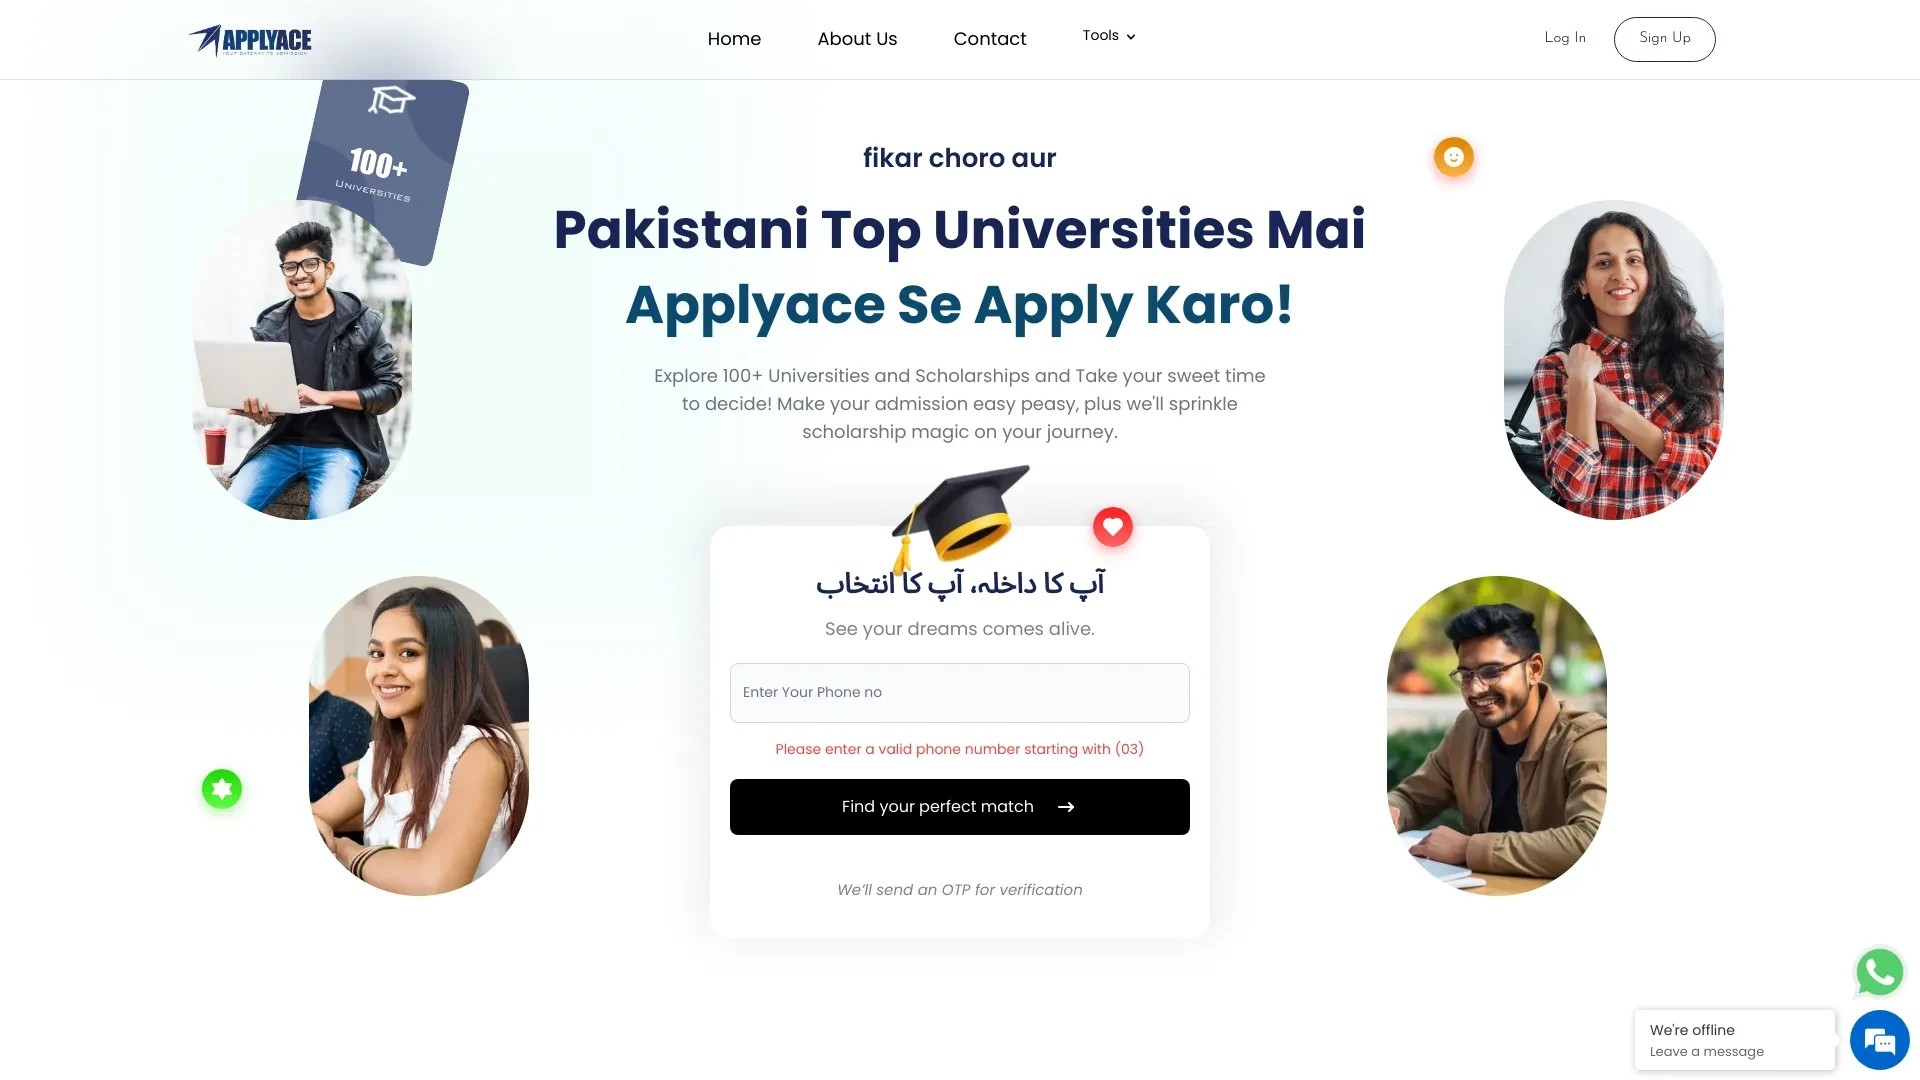 APPLYACE
YOUR GATEWAY TO ADMISSION
Home
About Us
Contact
Tools
Log In
Sign Up
100+
UNIVERSITIES
fikar choro aur
Pakistani Top Universities Mai
Applyace Se Apply Karo!
Explore 100+ Universities and Scholarships and Take your sweet time
to decide! Make your admission easy peasy, plus we'll sprinkle
scholarship magic on your journey.
آپ کا داخلہ، آپ کا انتخاب
See your dreams comes alive.
Enter Your Phone no
Please enter a valid phone number starting with (03)
Find your perfect match
We’ll send an OTP for verification
We're offline
Leave a message